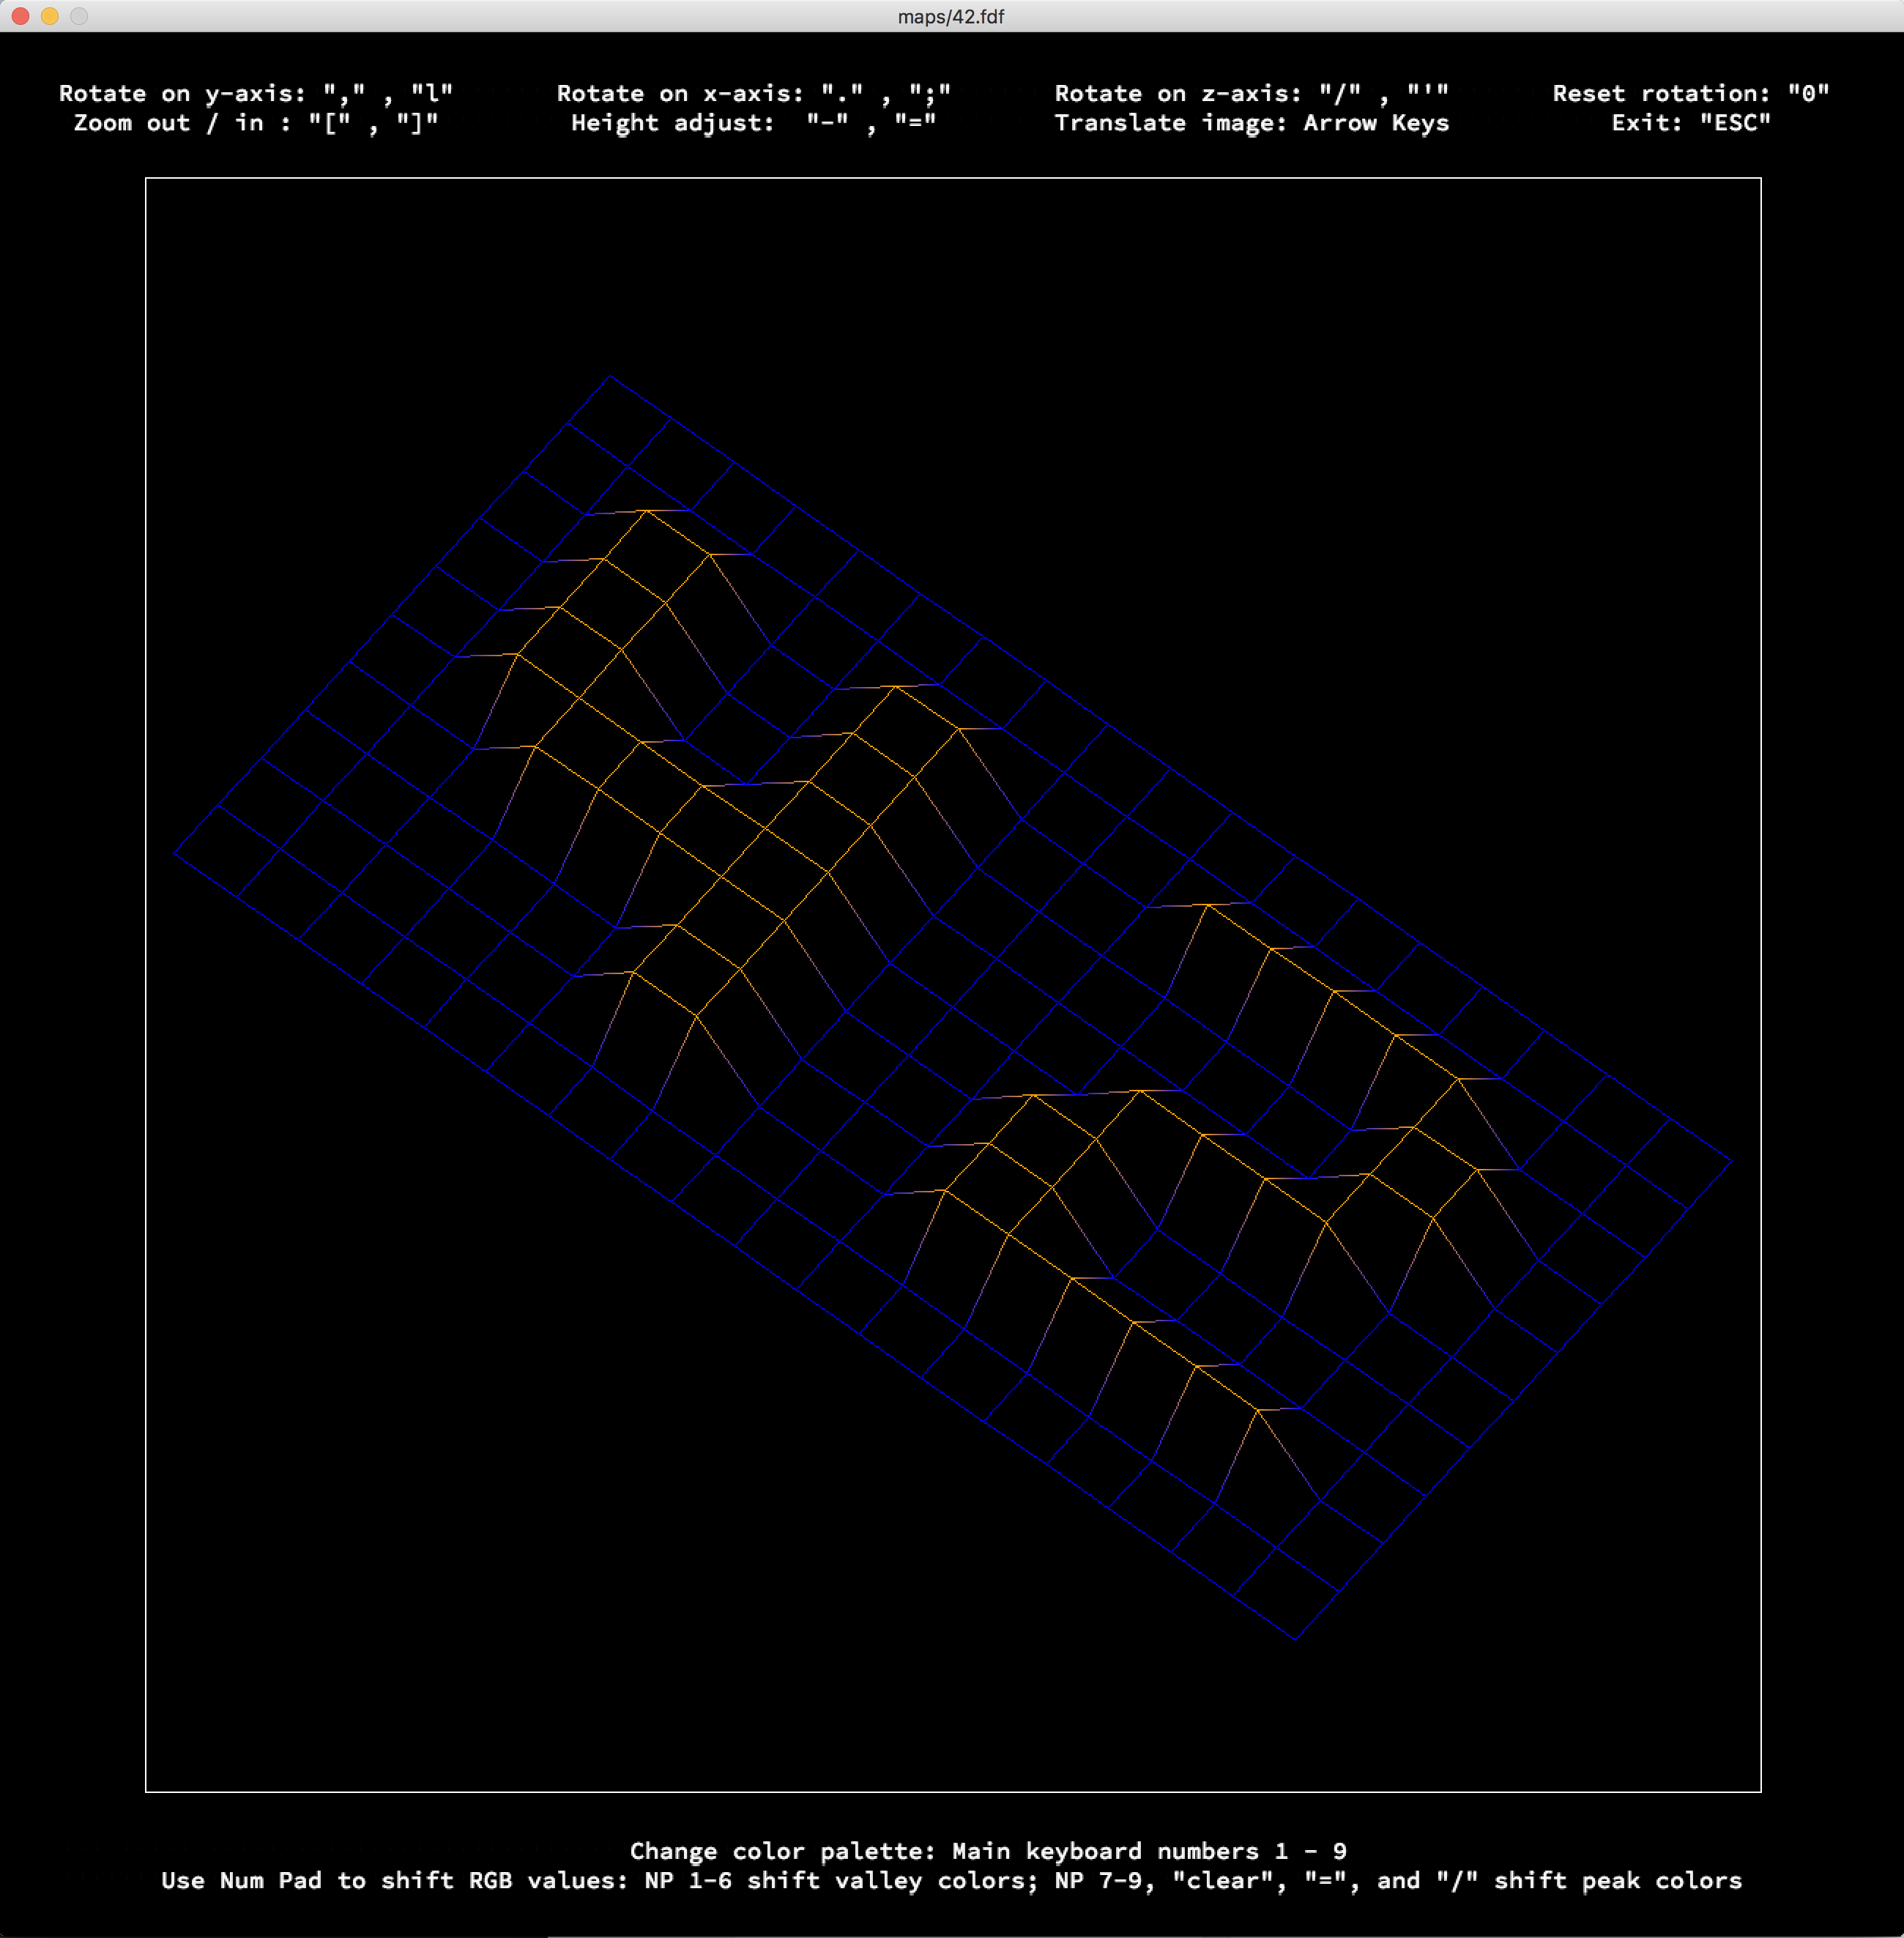 maps/42.fdf
Rotate on y-axis: "," , "l" Rotate on x-axis: "." , ";" Rotate on z-axis: "/" , "'" Reset rotation: "0"
Zoom out / in : "[" , "]" Height adjust: "-" , "=" Translate image: Arrow Keys Exit: "ESC"
Change color palette: Main keyboard numbers 1 - 9
Use Num Pad to shift RGB values: NP 1-6 shift valley colors; NP 7-9, "clear", "=", and "/" shift peak colors